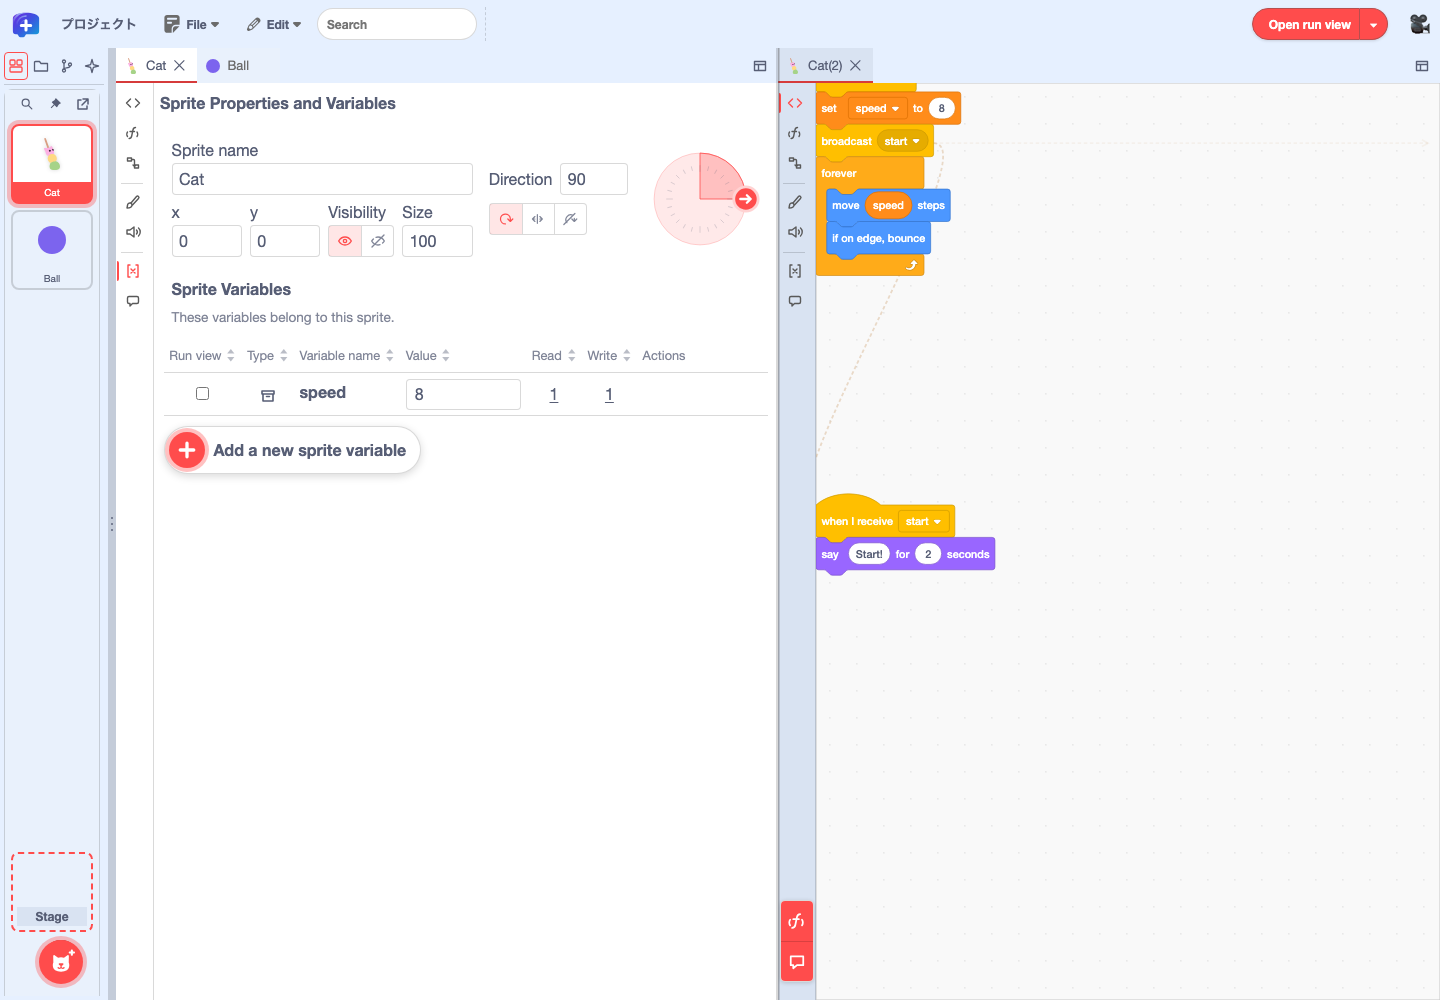 プロジェクト
File
Edit
Search
Open run view
Cat
Ball
Stage
Cat
Ball
Sprite Properties and Variables
Sprite name
Cat
Direction
90
x
y
Visibility
Size
0
0
100
Sprite Variables
These variables belong to this sprite.
Run view
Type
Variable name
Value
Read
Write
Actions
speed
8
1
1
Add a new sprite variable
Cat(2)
set speed to 8
broadcast start
forever
move speed steps
if on edge, bounce
when I receive start
say Start! for 2 seconds